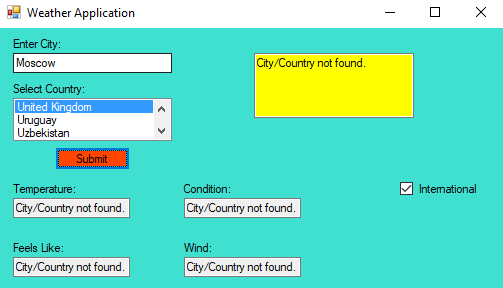 Weather Application
Enter City:
Moscow
City/Country not found.
Select Country:
United Kingdom
Uruguay
Uzbekistan
Submit
Temperature:
Condition:
International
City/Country not found.
City/Country not found.
Feels Like:
Wind:
City/Country not found.
City/Country not found.